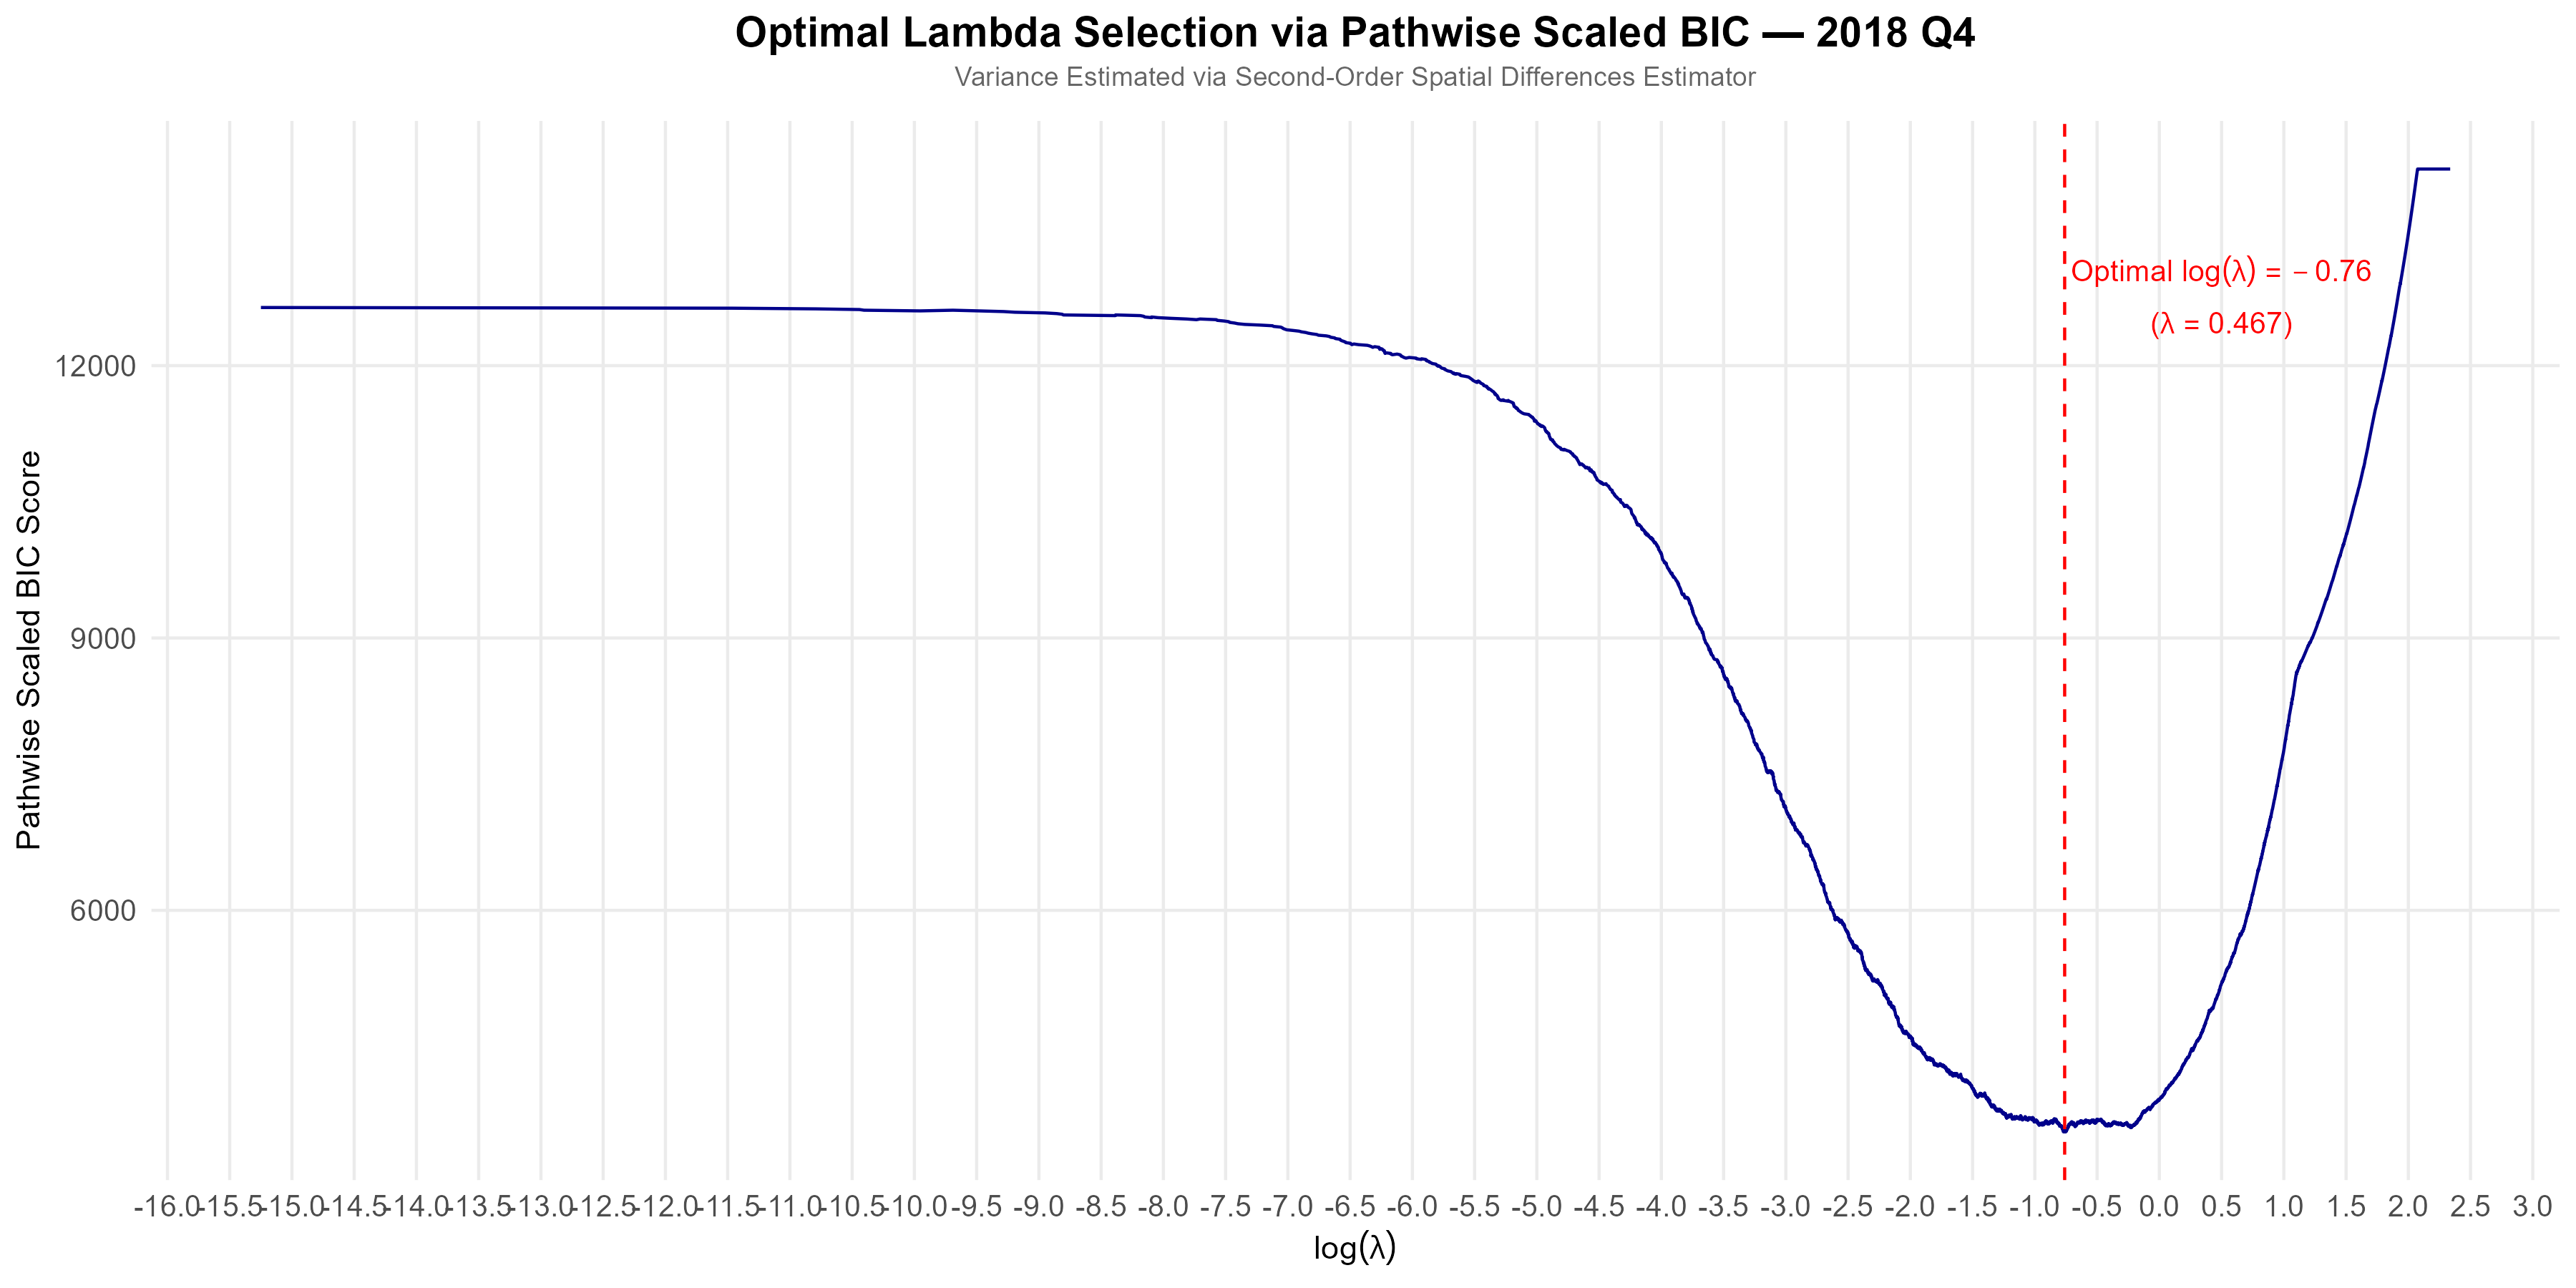 Optimal Lambda Selection via Pathwise Scaled BIC — 2018 Q4
Variance Estimated via Second-Order Spatial Differences Estimator
Optimal log(λ) = − 0.76
(λ = 0.467)
12000
9000
6000
Pathwise Scaled BIC Score
-16.0 -15.5 -15.0 -14.5 -14.0 -13.5 -13.0 -12.5 -12.0 -11.5 -11.0 -10.5 -10.0 -9.5 -9.0 -8.5 -8.0 -7.5 -7.0 -6.5 -6.0 -5.5 -5.0 -4.5 -4.0 -3.5 -3.0 -2.5 -2.0 -1.5 -1.0 -0.5 0.0 0.5 1.0 1.5 2.0 2.5 3.0
log(λ)